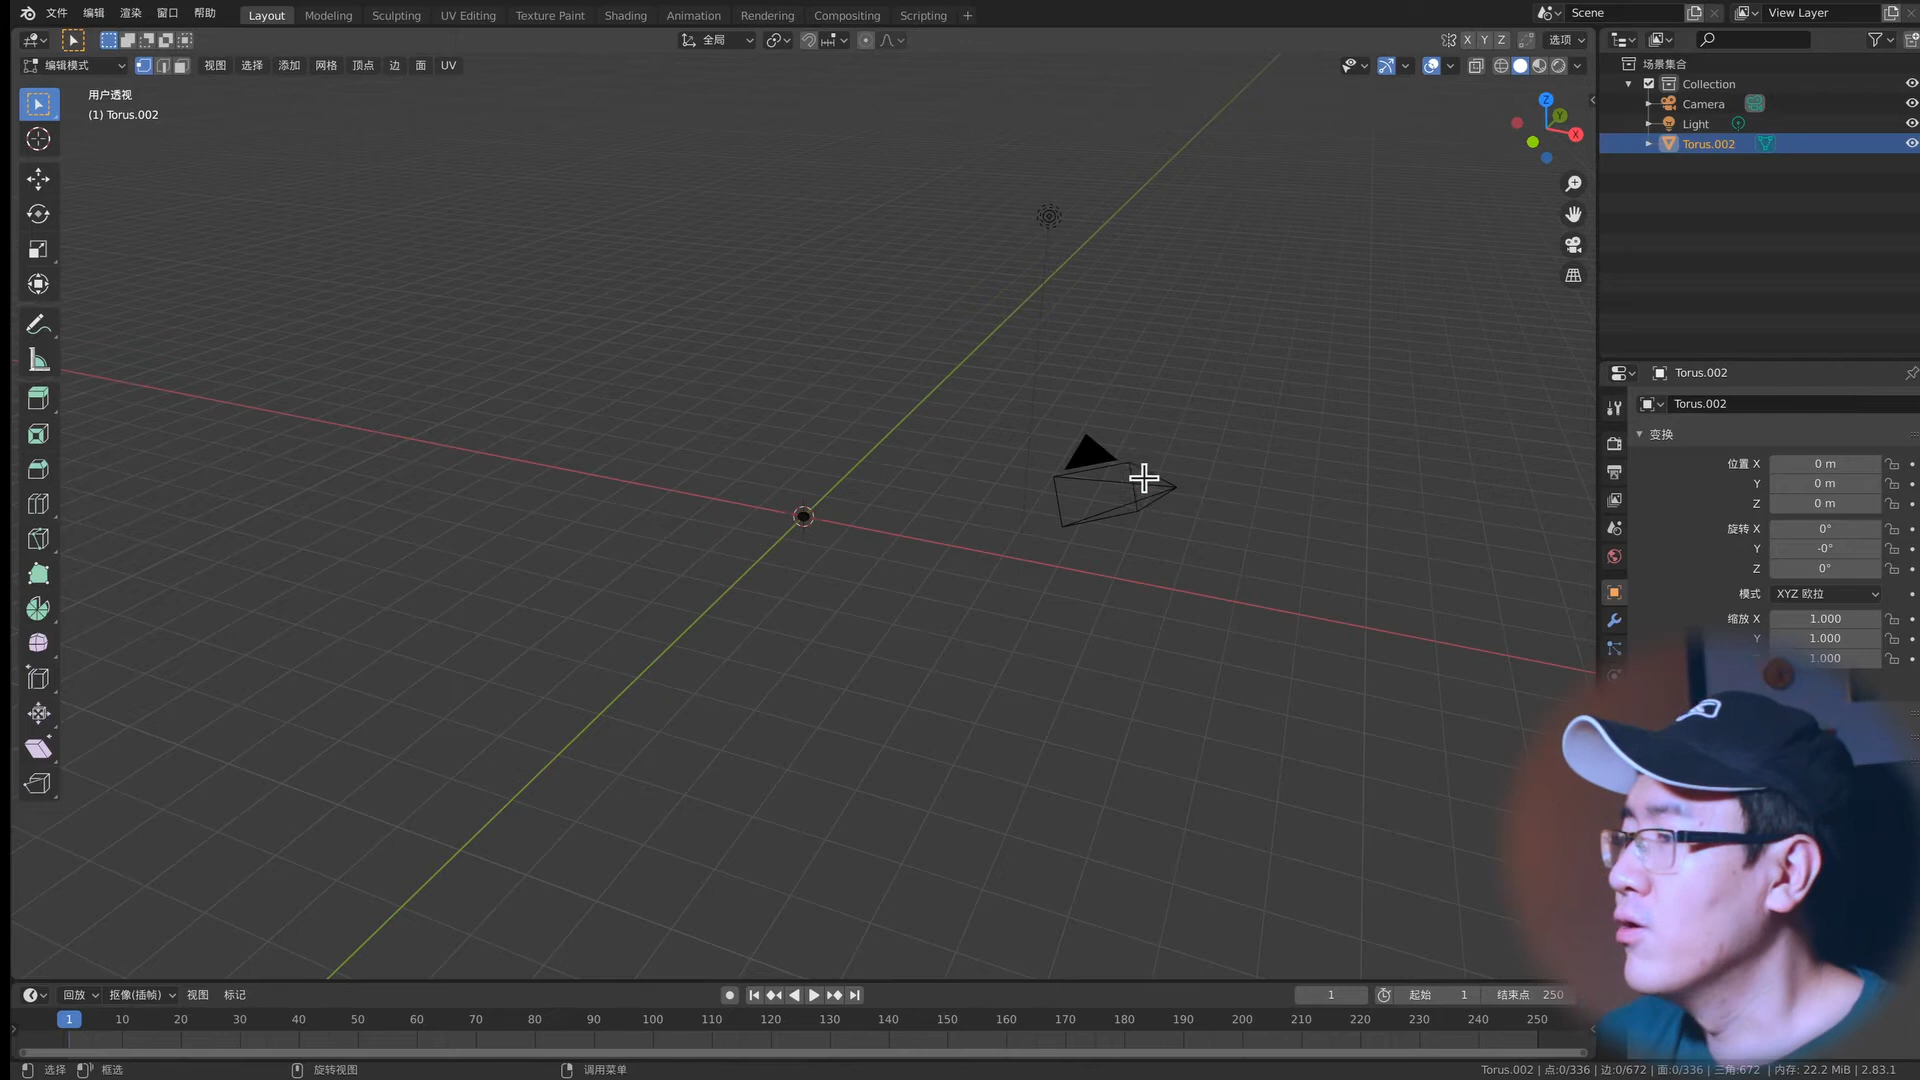 文件 编辑 渲染 窗口 帮助 Layout Modeling Sculpting UV Editing Texture Paint Shading Animation Rendering Compositing Scripting + Scene View Layer
全局 X Y Z 选项
编辑模式 视图 选择 添加 网格 顶点 边 面 UV
用户透视
(1) Torus.002
Z
Y
X
场景集合
Collection
Camera
Light
Torus.002
Torus.002
Torus.002
变换
位置 X 0 m
Y 0 m
Z 0 m
旋转 X 0°
Y -0°
Z 0°
模式 XYZ 欧拉
缩放 X 1.000
Y 1.000
1.000
回放 抠像(插帧) 视图 标记 1 起始 1 结束点 250
1 10 20 30 40 50 60 70 80 90 100 110 120 130 140 150 160 170 180 190 200 210 220 230 240 250
选择 框选 旋转视图 调用菜单 Torus.002 | 点:0/336 | 边:0/672 | 面:0/336 | 三角:672 | 内存: 22.2 MiB | 2.83.1